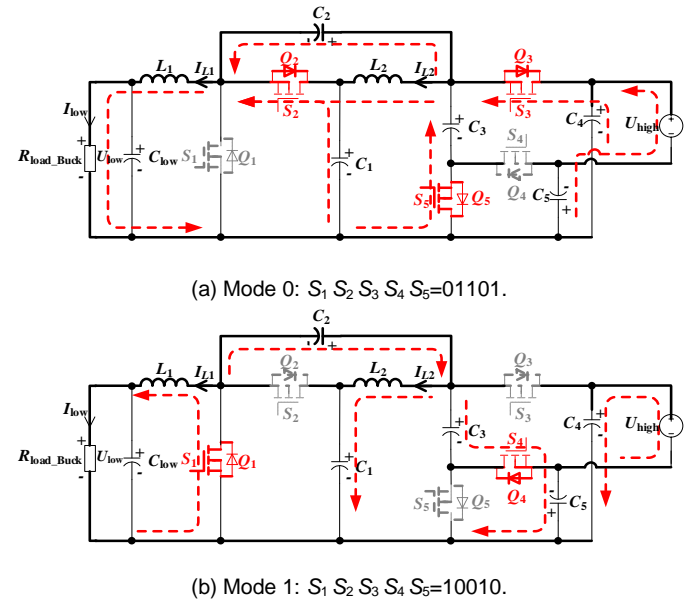 C2
L1 IL1 Q2 L2 IL2 Q3
Ilow S2 S3
C3 S4 C4 Uhigh
Rload_Buck Ulow Clow S1 Q1 C1
S5 Q5 Q4 C5
(a) Mode 0: S1 S2 S3 S4 S5=01101.
C2
L1 IL1 Q2 L2 IL2 Q3
Ilow S2 S3
C3 S4 C4 Uhigh
Rload_Buck Ulow Clow S1 Q1 C1
S5 Q5 Q4 C5
(b) Mode 1: S1 S2 S3 S4 S5=10010.